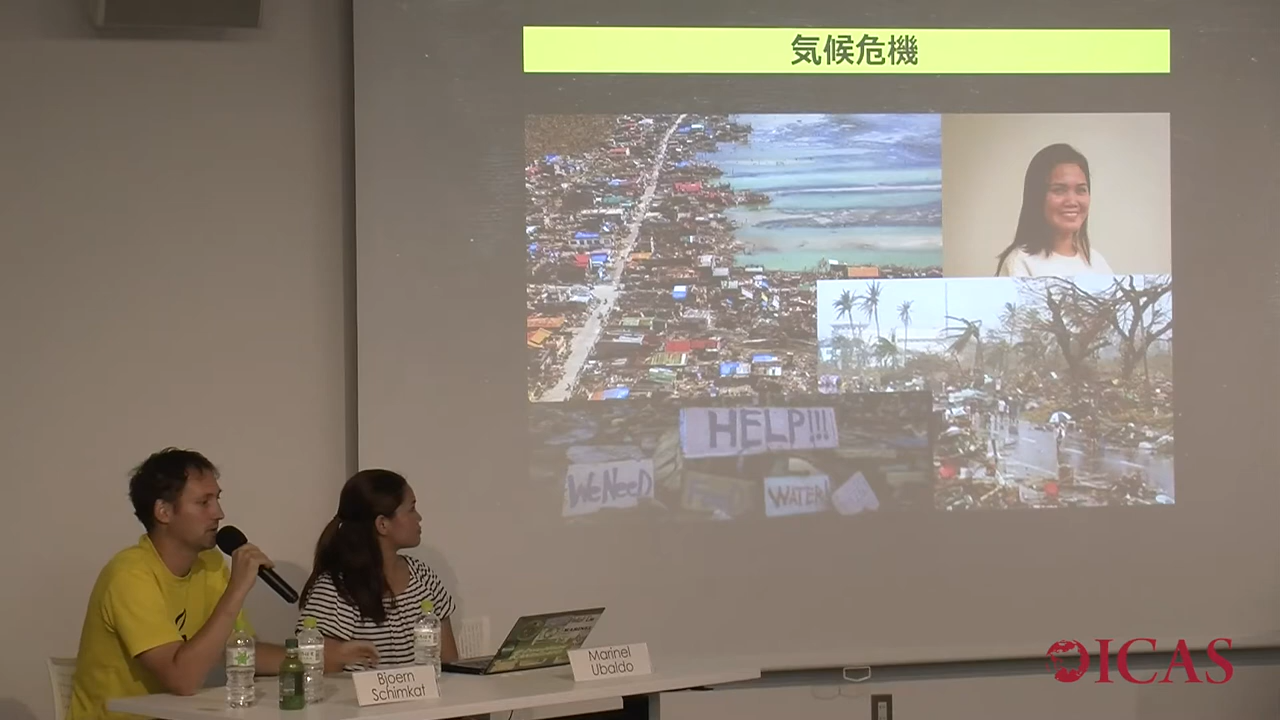 気候危機
HELP!!!
WE NEED
WATER
Bjoern
Schimkat
Marinel
Ubaldo
ICAS